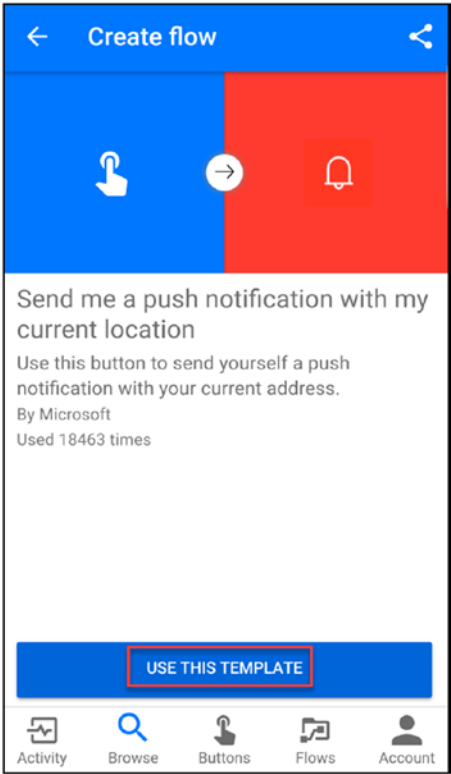 Create flow
Send me a push notification with my
current location
Use this button to send yourself a push
notification with your current address.
By Microsoft
Used 18463 times
USE THIS TEMPLATE
Activity Browse Buttons Flows Account